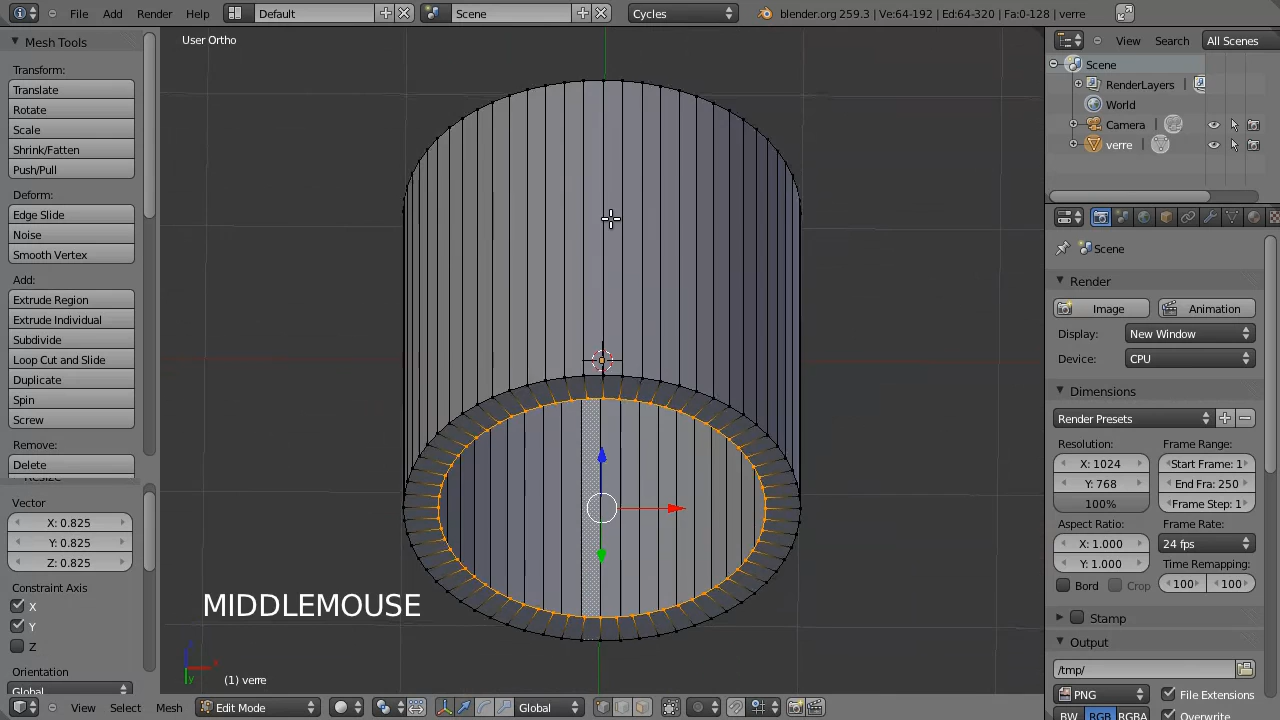 File Add Render Help Default Scene Cycles blender.org 259.3 | Ve:64-192 | Ed:64-320 | Fa:0-128 | verre
Mesh Tools
Transform:
Translate
Rotate
Scale
Shrink/Fatten
Push/Pull
Deform:
Edge Slide
Noise
Smooth Vertex
Add:
Extrude Region
Extrude Individual
Subdivide
Loop Cut and Slide
Duplicate
Spin
Screw
Remove:
Delete
Resize
Vector
X: 0.825
Y: 0.825
Z: 0.825
Constraint Axis
X
Y
Z
Orientation
Global
User Ortho
MIDDLEMOUSE
z
x
y
(1) verre
View Select Mesh Edit Mode Global
View Search All Scenes
Scene
RenderLayers
World
Camera
verre
Scene
Render
Image Animation
Display: New Window
Device: CPU
Dimensions
Render Presets
Resolution: Frame Range:
X: 1024 Start Frame: 1
Y: 768 End Fra: 250
100% Frame Step: 1
Aspect Ratio: Frame Rate:
X: 1.000 24 fps
Y: 1.000 Time Remapping:
Bord Crop 100 100
Stamp
Output
/tmp/
PNG File Extensions
BW RGB RGBA Overwrite